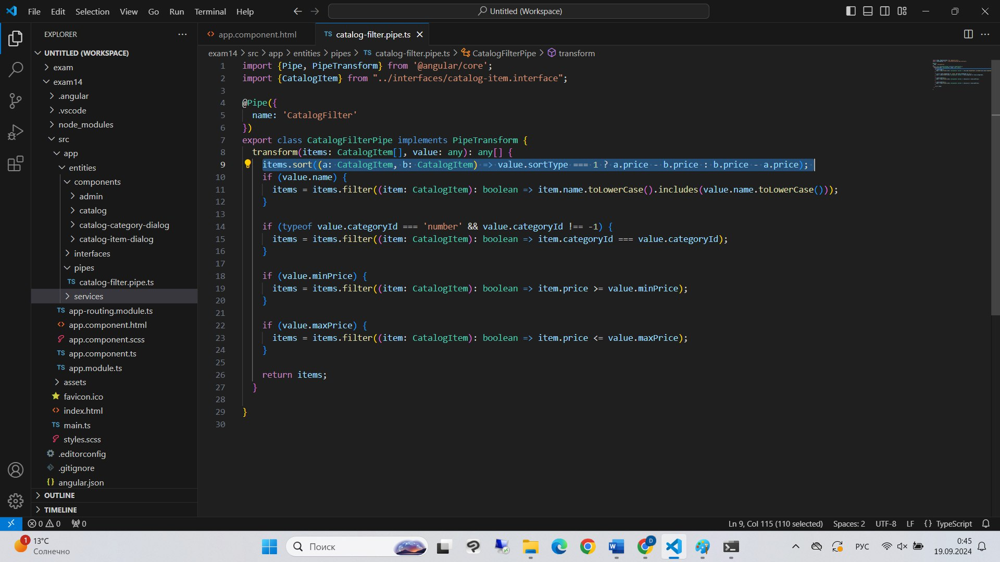 File Edit Selection View Go Run Terminal Help
Untitled (Workspace)
EXPLORER
UNTITLED (WORKSPACE)
exam
exam14
.angular
.vscode
node_modules
src
app
entities
components
admin
catalog
catalog-category-dialog
catalog-item-dialog
interfaces
pipes
TS catalog-filter.pipe.ts
services
TS app-routing.module.ts
app.component.html
app.component.scss
TS app.component.ts
TS app.module.ts
assets
favicon.ico
index.html
TS main.ts
styles.scss
.editorconfig
.gitignore
{} angular.json
OUTLINE
TIMELINE
app.component.html
TS catalog-filter.pipe.ts
exam14 > src > app > entities > pipes > TS catalog-filter.pipe.ts > CatalogFilterPipe > transform
1 import {Pipe, PipeTransform} from '@angular/core';
2 import {CatalogItem} from "../interfaces/catalog-item.interface";
3
4 @Pipe({
5 name: 'CatalogFilter'
6 })
7 export class CatalogFilterPipe implements PipeTransform {
8 transform(items: CatalogItem[], value: any): any[] {
9 items.sort((a: CatalogItem, b: CatalogItem) => value.sortType === 1 ? a.price - b.price : b.price - a.price);
10 if (value.name) {
11 items = items.filter((item: CatalogItem): boolean => item.name.toLowerCase().includes(value.name.toLowerCase()));
12 }
13
14 if (typeof value.categoryId === 'number' && value.categoryId !== -1) {
15 items = items.filter((item: CatalogItem): boolean => item.categoryId === value.categoryId);
16 }
17
18 if (value.minPrice) {
19 items = items.filter((item: CatalogItem): boolean => item.price >= value.minPrice);
20 }
21
22 if (value.maxPrice) {
23 items = items.filter((item: CatalogItem): boolean => item.price <= value.maxPrice);
24 }
25
26 return items;
27 }
28
29 }
30
0 0 0
Ln 9, Col 115 (110 selected) Spaces: 2 UTF-8 LF {} TypeScript
1
13°C
Солнечно
Поиск
W
D
РУС
0:45
19.09.2024